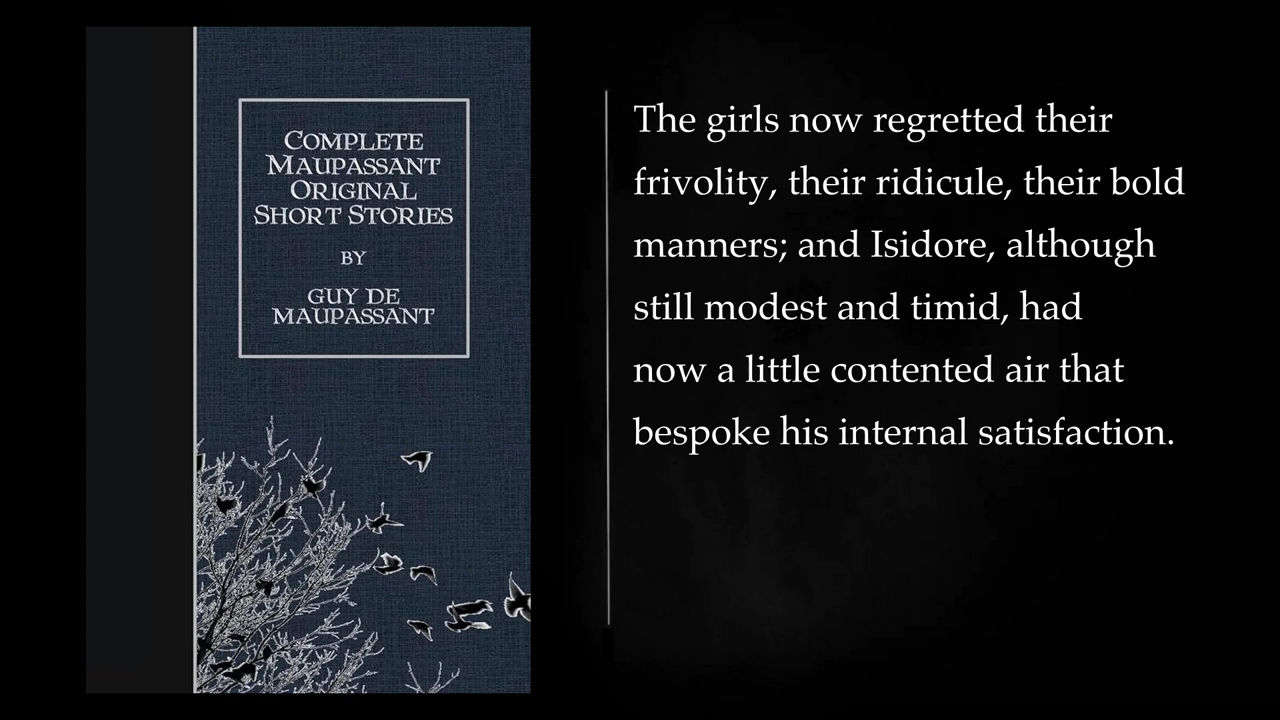 COMPLETE
MAUPASSANT
ORIGINAL
SHORT STORIES
BY
GUY DE
MAUPASSANT
The girls now regretted their
frivolity, their ridicule, their bold
manners; and Isidore, although
still modest and timid, had
now a little contented air that
bespoke his internal satisfaction.